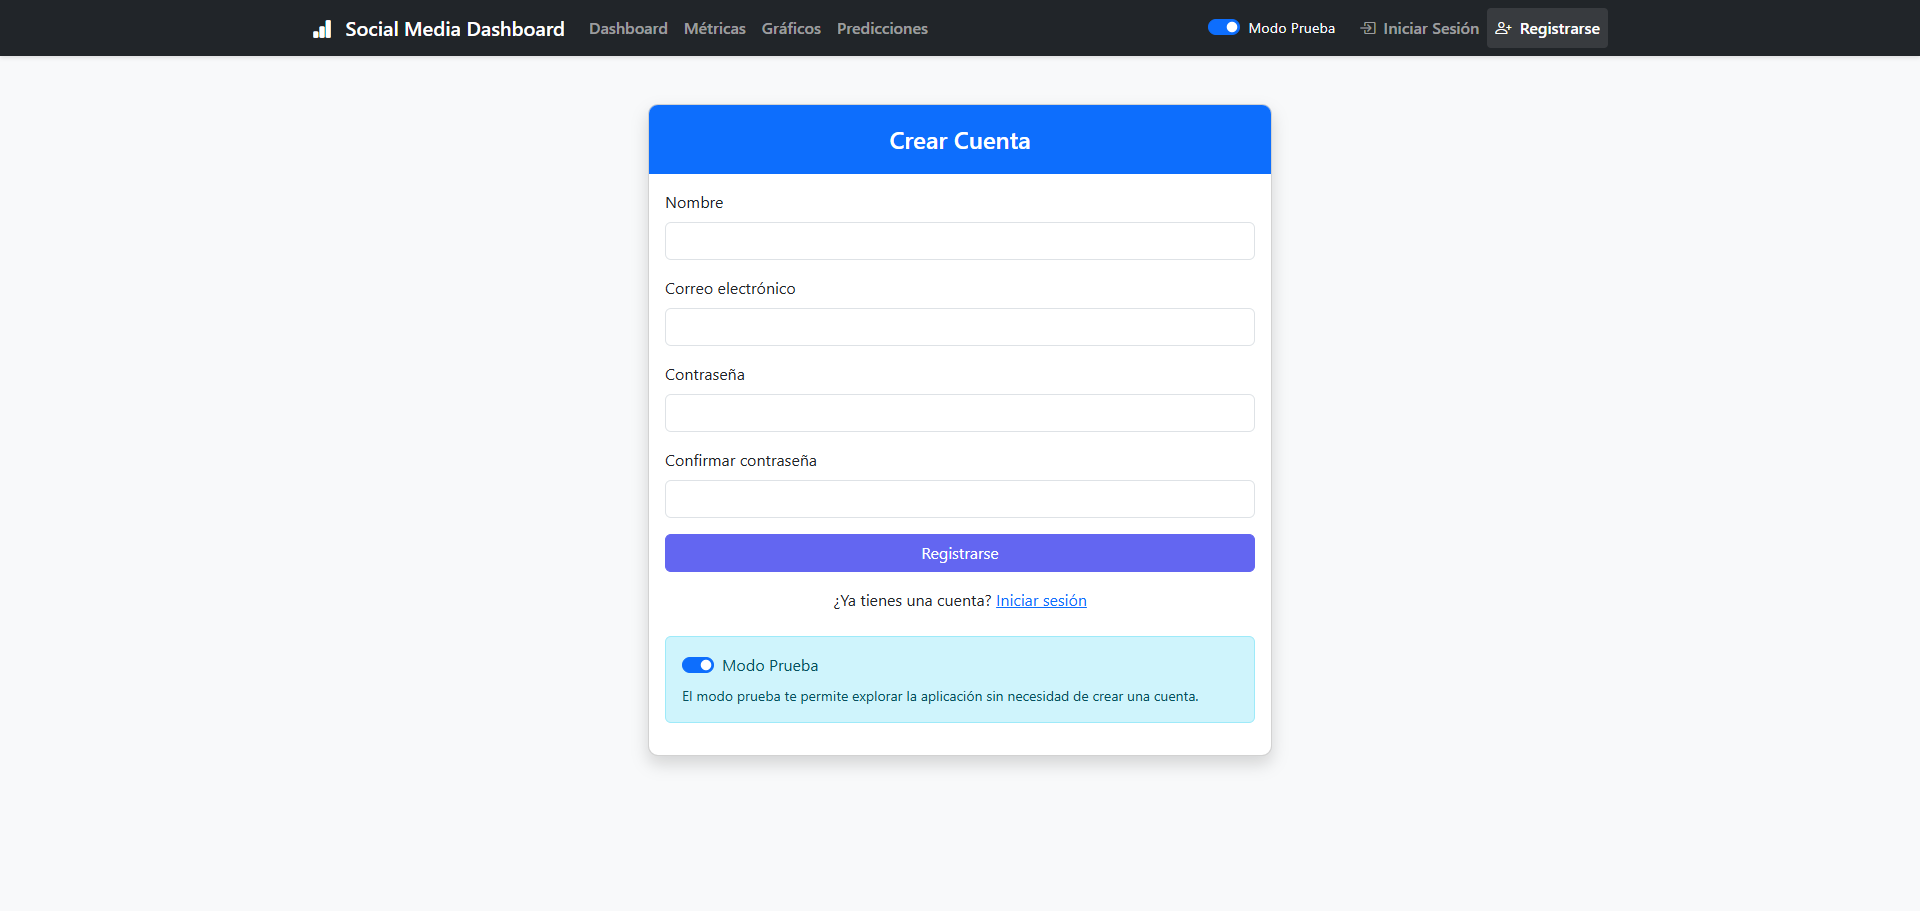 Social Media Dashboard Dashboard Métricas Gráficos Predicciones Modo Prueba Iniciar Sesión Registrarse
Crear Cuenta
Nombre
Correo electrónico
Contraseña
Confirmar contraseña
Registrarse
¿Ya tienes una cuenta? Iniciar sesión
Modo Prueba
El modo prueba te permite explorar la aplicación sin necesidad de crear una cuenta.